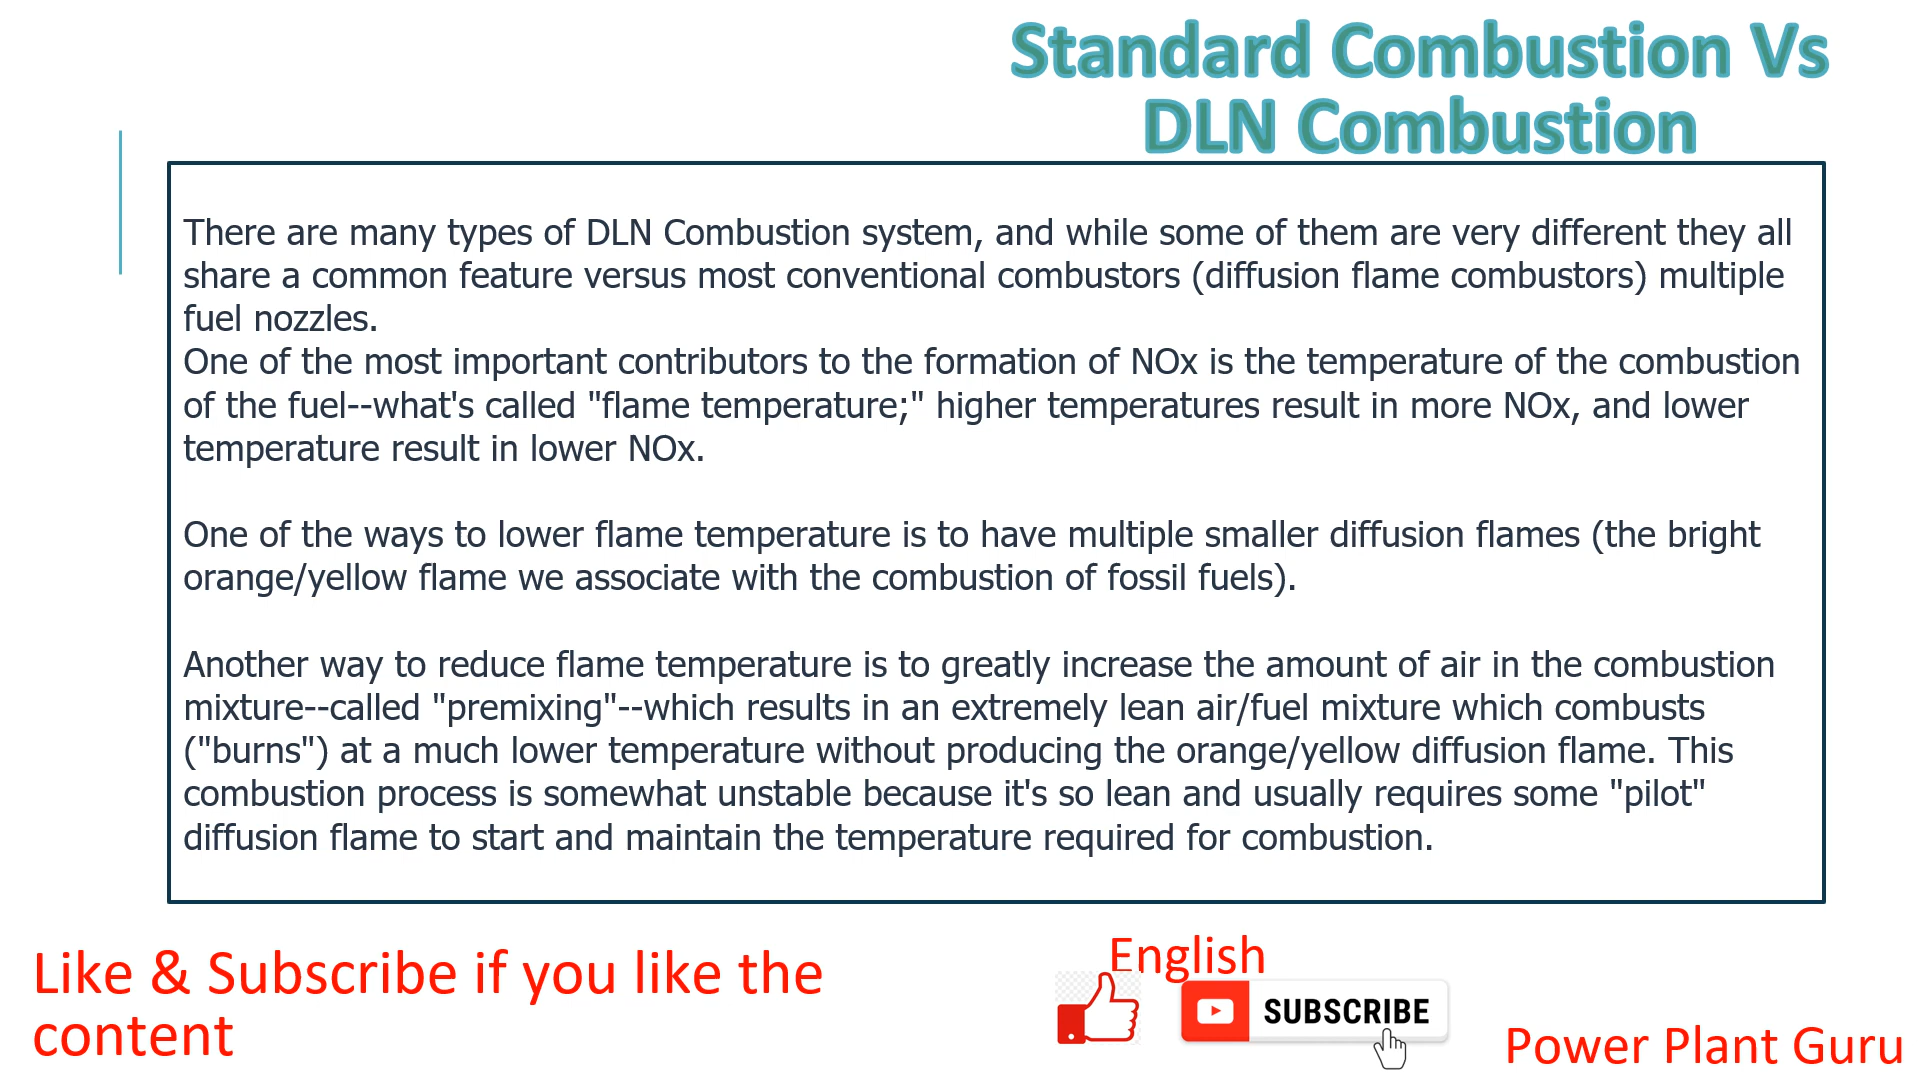 Standard Combustion Vs
DLN Combustion
There are many types of DLN Combustion system, and while some of them are very different they all
share a common feature versus most conventional combustors (diffusion flame combustors) multiple
fuel nozzles.
One of the most important contributors to the formation of NOx is the temperature of the combustion
of the fuel--what's called "flame temperature;" higher temperatures result in more NOx, and lower
temperature result in lower NOx.
One of the ways to lower flame temperature is to have multiple smaller diffusion flames (the bright
orange/yellow flame we associate with the combustion of fossil fuels).
Another way to reduce flame temperature is to greatly increase the amount of air in the combustion
mixture--called "premixing"--which results in an extremely lean air/fuel mixture which combusts
("burns") at a much lower temperature without producing the orange/yellow diffusion flame. This
combustion process is somewhat unstable because it's so lean and usually requires some "pilot"
diffusion flame to start and maintain the temperature required for combustion.
Like & Subscribe if you like the
content
English
SUBSCRIBE
Power Plant Guru